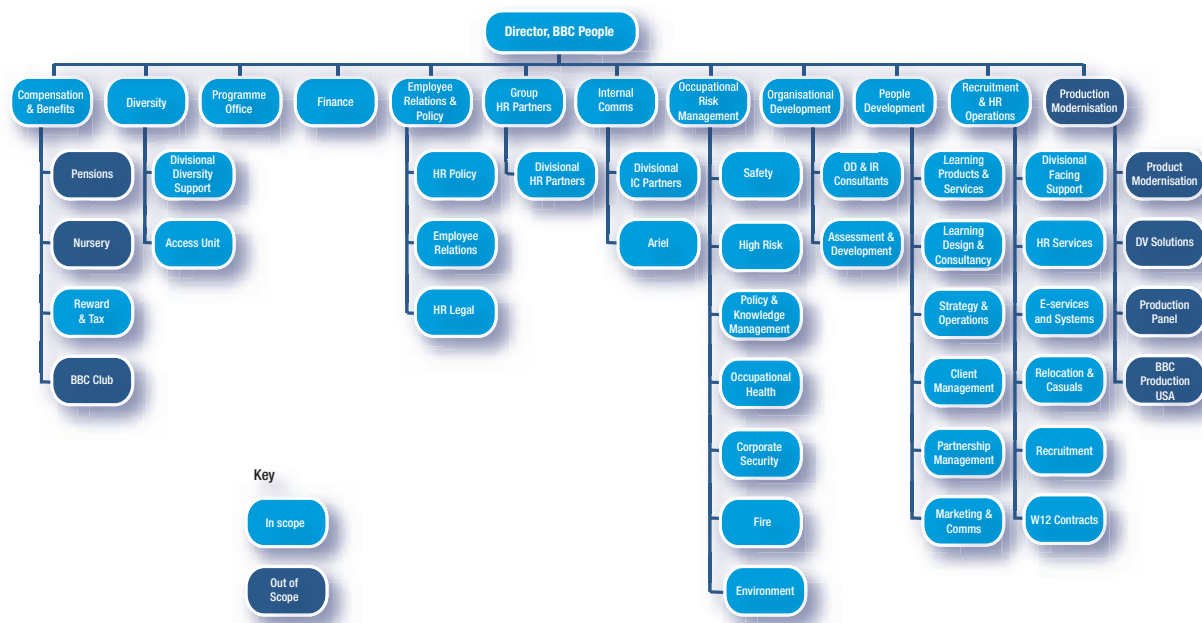 Director, BBC People
Compensation
& Benefits
Diversity
Programme
Office
Finance
Employee
Relations &
Policy
Group
HR Partners
Internal
Comms
Occupational
Risk
Management
Organisational
Development
People
Development
Recruitment
& HR
Operations
Production
Modernisation
Pensions
Nursery
Reward
& Tax
BBC Club
Divisional
Diversity
Support
Access Unit
HR Policy
Employee
Relations
HR Legal
Divisional
HR Partners
Divisional
IC Partners
Ariel
Safety
High Risk
Policy &
Knowledge
Management
Occupational
Health
Corporate
Security
Fire
Environment
OD & IR
Consultants
Assessment &
Development
Learning
Products &
Services
Learning
Design &
Consultancy
Strategy &
Operations
Client
Management
Partnership
Management
Marketing &
Comms
Divisional
Facing
Support
HR Services
E-services
and Systems
Relocation &
Casuals
Recruitment
W12 Contracts
Product
Modernisation
DV Solutions
Production
Panel
BBC
Production
USA
Key
In scope
Out of
Scope